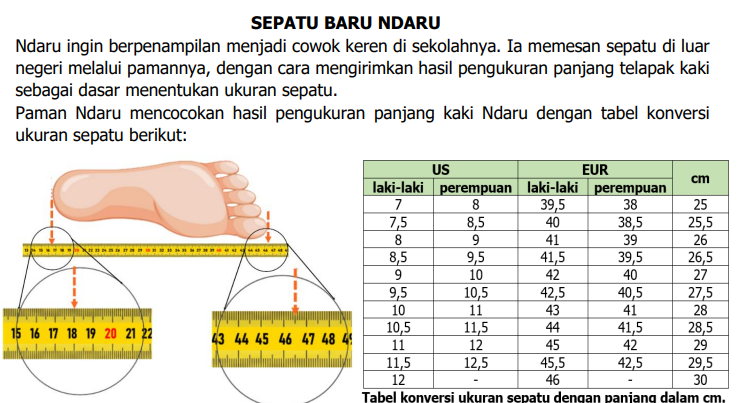 SEPATU BARU NDARU
Ndaru ingin berpenampilan menjadi cowok keren di sekolahnya. Ia memesan sepatu di luar
negeri melalui pamannya, dengan cara mengirimkan hasil pengukuran panjang telapak kaki
sebagai dasar menentukan ukuran sepatu.
Paman Ndaru mencocokan hasil pengukuran panjang kaki Ndaru dengan tabel konversi
ukuran sepatu berikut:
15 16 17 18 19 20 21 22
43 44 45 46 47 48 49
US EUR cm
laki-laki perempuan laki-laki perempuan
7 8 39,5 38 25
7,5 8,5 40 38,5 25,5
8 9 41 39 26
8,5 9,5 41,5 39,5 26,5
9 10 42 40 27
9,5 10,5 42,5 40,5 27,5
10 11 43 41 28
10,5 11,5 44 41,5 28,5
11 12 45 42 29
11,5 12,5 45,5 42,5 29,5
12 - 46 - 30
Tabel konversi ukuran sepatu dengan panjang dalam cm.